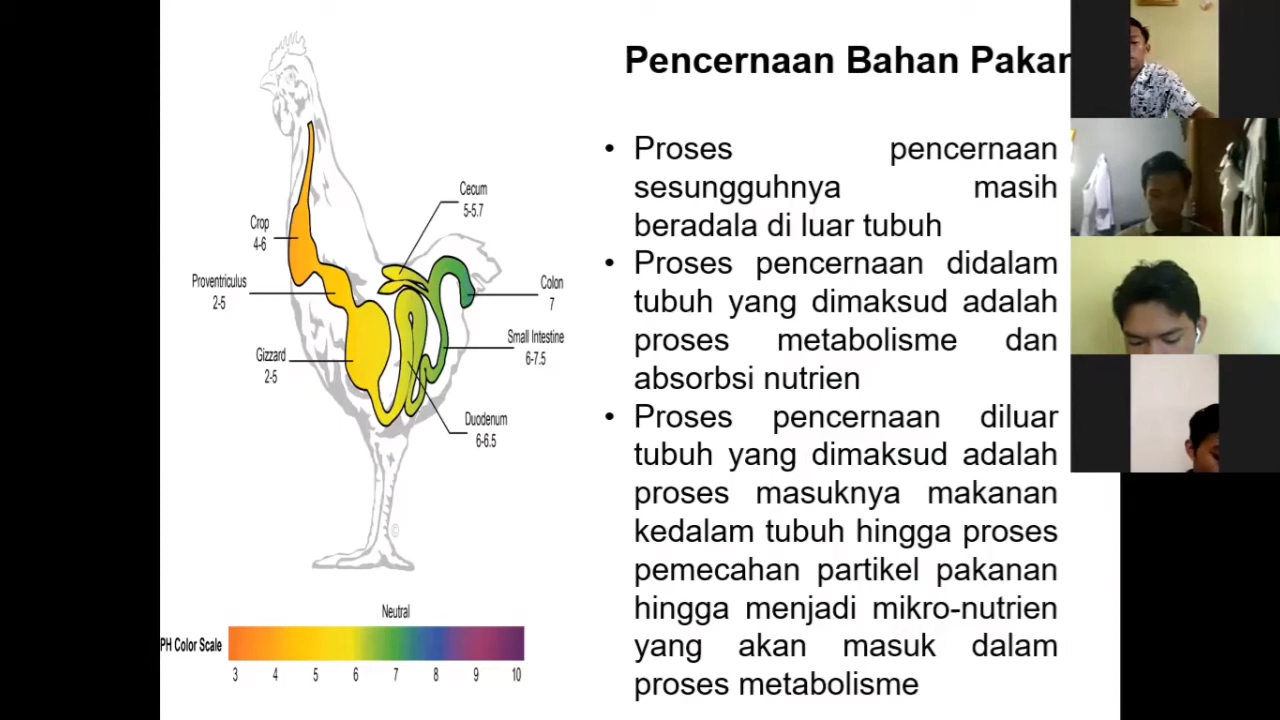 Pencernaan Bahan Pakan
• Proses pencernaan
sesungguhnya masih
beradala di luar tubuh
• Proses pencernaan didalam
tubuh yang dimaksud adalah
proses metabolisme dan
absorbsi nutrien
• Proses pencernaan diluar
tubuh yang dimaksud adalah
proses masuknya makanan
kedalam tubuh hingga proses
pemecahan partikel pakanan
hingga menjadi mikro-nutrien
yang akan masuk dalam
proses metabolisme
Cecum
5-5.7
Crop
4-6
Proventriculus
2-5
Colon
7
Small Intestine
6-7.5
Gizzard
2-5
Duodenum
6-6.5
©
Neutral
PH Color Scale
3 4 5 6 7 8 9 10